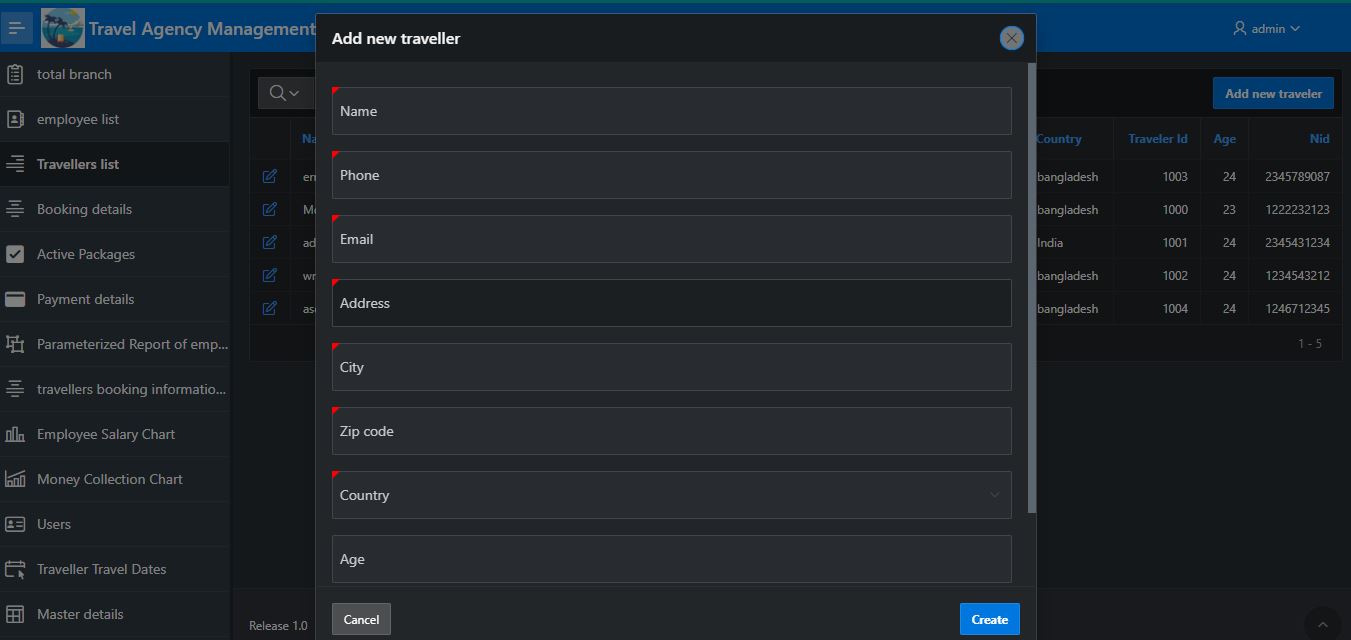 Travel Agency Management
admin
total branch
employee list
Travellers list
Booking details
Active Packages
Payment details
Parameterized Report of emp...
travellers booking informatio...
Employee Salary Chart
Money Collection Chart
Users
Traveller Travel Dates
Master details
Add new traveller
Name
Phone
Email
Address
City
Zip code
Country
Age
Cancel
Create
Add new traveler
Na Country Traveler Id Age Nid
en bangladesh 1003 24 2345789087
Mo bangladesh 1000 23 1222232123
ad India 1001 24 2345431234
wr bangladesh 1002 24 1234543212
aso bangladesh 1004 24 1246712345
1 - 5
Release 1.0